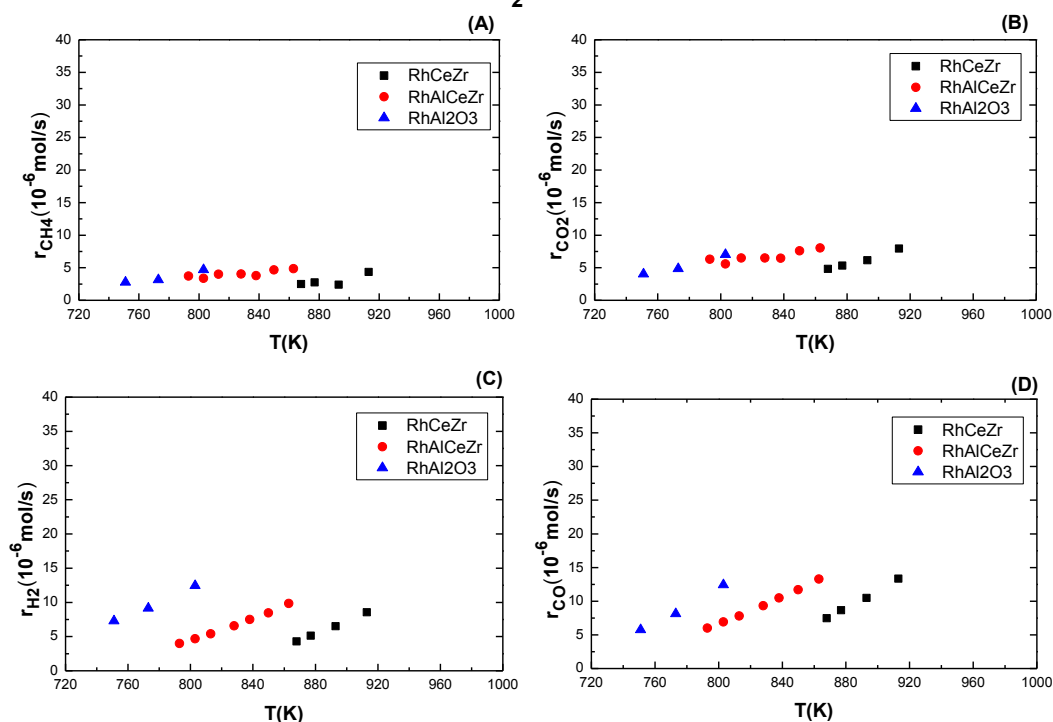 2
(A)
40
35
30
25
20
15
10
5
0
r_CH4(10^-6 mol/s)
RhCeZr
RhAlCeZr
RhAl2O3
720 760 800 840 880 920 960 1000
T(K)
(B)
40
35
30
25
20
15
10
5
0
r_CO2(10^-6 mol/s)
RhCeZr
RhAlCeZr
RhAl2O3
720 760 800 840 880 920 960 1000
T(K)
(C)
40
35
30
25
20
15
10
5
0
r_H2(10^-6 mol/s)
RhCeZr
RhAlCeZr
RhAl2O3
720 760 800 840 880 920 960 1000
T(K)
(D)
40
35
30
25
20
15
10
5
0
r_CO(10^-6 mol/s)
RhCeZr
RhAlCeZr
RhAl2O3
720 760 800 840 880 920 960 1000
T(K)